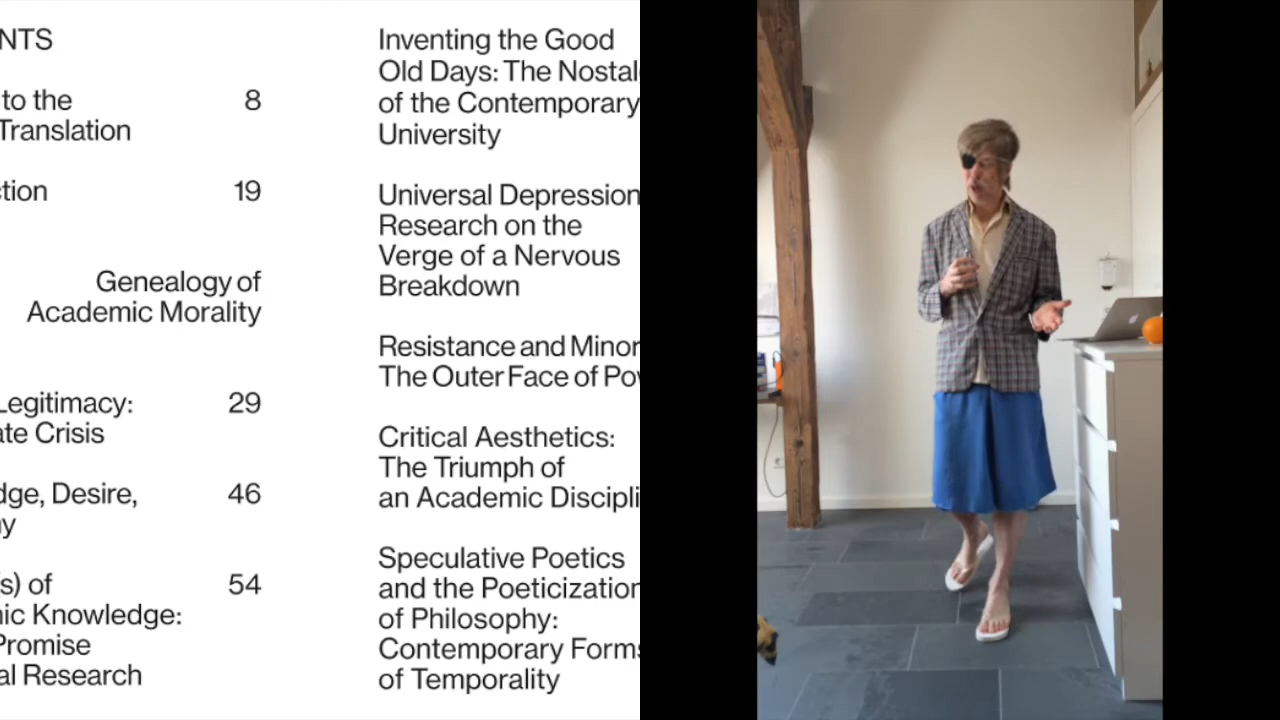 NTS
to the 8
Translation
tion 19
Genealogy of
Academic Morality
Legitimacy: 29
ate Crisis
dge, Desire, 46
y
s) of 54
ic Knowledge:
Promise
al Research
Inventing the Good
Old Days: The Nostal
of the Contemporary
University
Universal Depression
Research on the
Verge of a Nervous
Breakdown
Resistance and Minor
The Outer Face of Po
Critical Aesthetics:
The Triumph of
an Academic Discipli
Speculative Poetics
and the Poeticization
of Philosophy:
Contemporary Forms
of Temporality